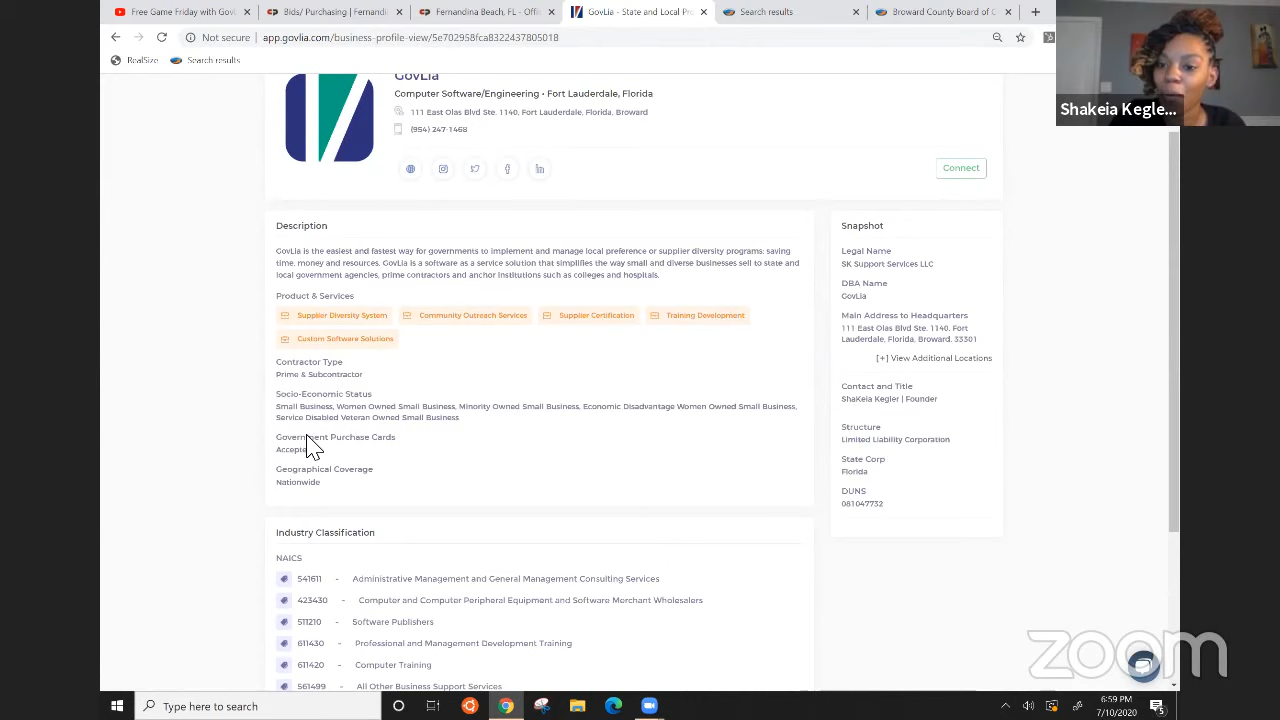 Free Game Friday with GovL
Bids/ Purchasing | Fernandi
Fernandina Beach, FL - Offi
GovLia - State and Local Pro
Search results
Broward County Board of C
Not secure | app.govlia.com/business-profile-view/5e702958fca8322437805018
RealSize
Search results
Shakeia Kegle...
GovLia
Computer Software/Engineering • Fort Lauderdale, Florida
111 East Olas Blvd Ste. 1140, Fort Lauderdale, Florida, Broward
(954) 247-1468
Connect
Description
GovLia is the easiest and fastest way for governments to implement and manage local preference or supplier diversity programs: saving
time, money and resources. GovLia is a software as a service solution that simplifies the way small and diverse businesses sell to state and
local government agencies, prime contractors and anchor institutions such as colleges and hospitals.
Product & Services
Supplier Diversity System
Community Outreach Services
Supplier Certification
Training Development
Custom Software Solutions
Contractor Type
Prime & Subcontractor
Socio-Economic Status
Small Business, Women Owned Small Business, Minority Owned Small Business, Economic Disadvantage Women Owned Small Business,
Service Disabled Veteran Owned Small Business
Government Purchase Cards
Accepte
Geographical Coverage
Nationwide
Snapshot
Legal Name
SK Support Services LLC
DBA Name
GovLia
Main Address to Headquarters
111 East Olas Blvd Ste. 1140. Fort
Lauderdale, Florida, Broward. 33301
[+] View Additional Locations
Contact and Title
ShaKeia Kegler | Founder
Structure
Limited Liability Corporation
State Corp
Florida
DUNS
081047732
Industry Classification
NAICS
541611 - Administrative Management and General Management Consulting Services
423430 - Computer and Computer Peripheral Equipment and Software Merchant Wholesalers
511210 - Software Publishers
611430 - Professional and Management Development Training
611420 - Computer Training
561499 - All Other Business Support Services
zoom
Type here to search
6:59 PM
7/10/2020
5